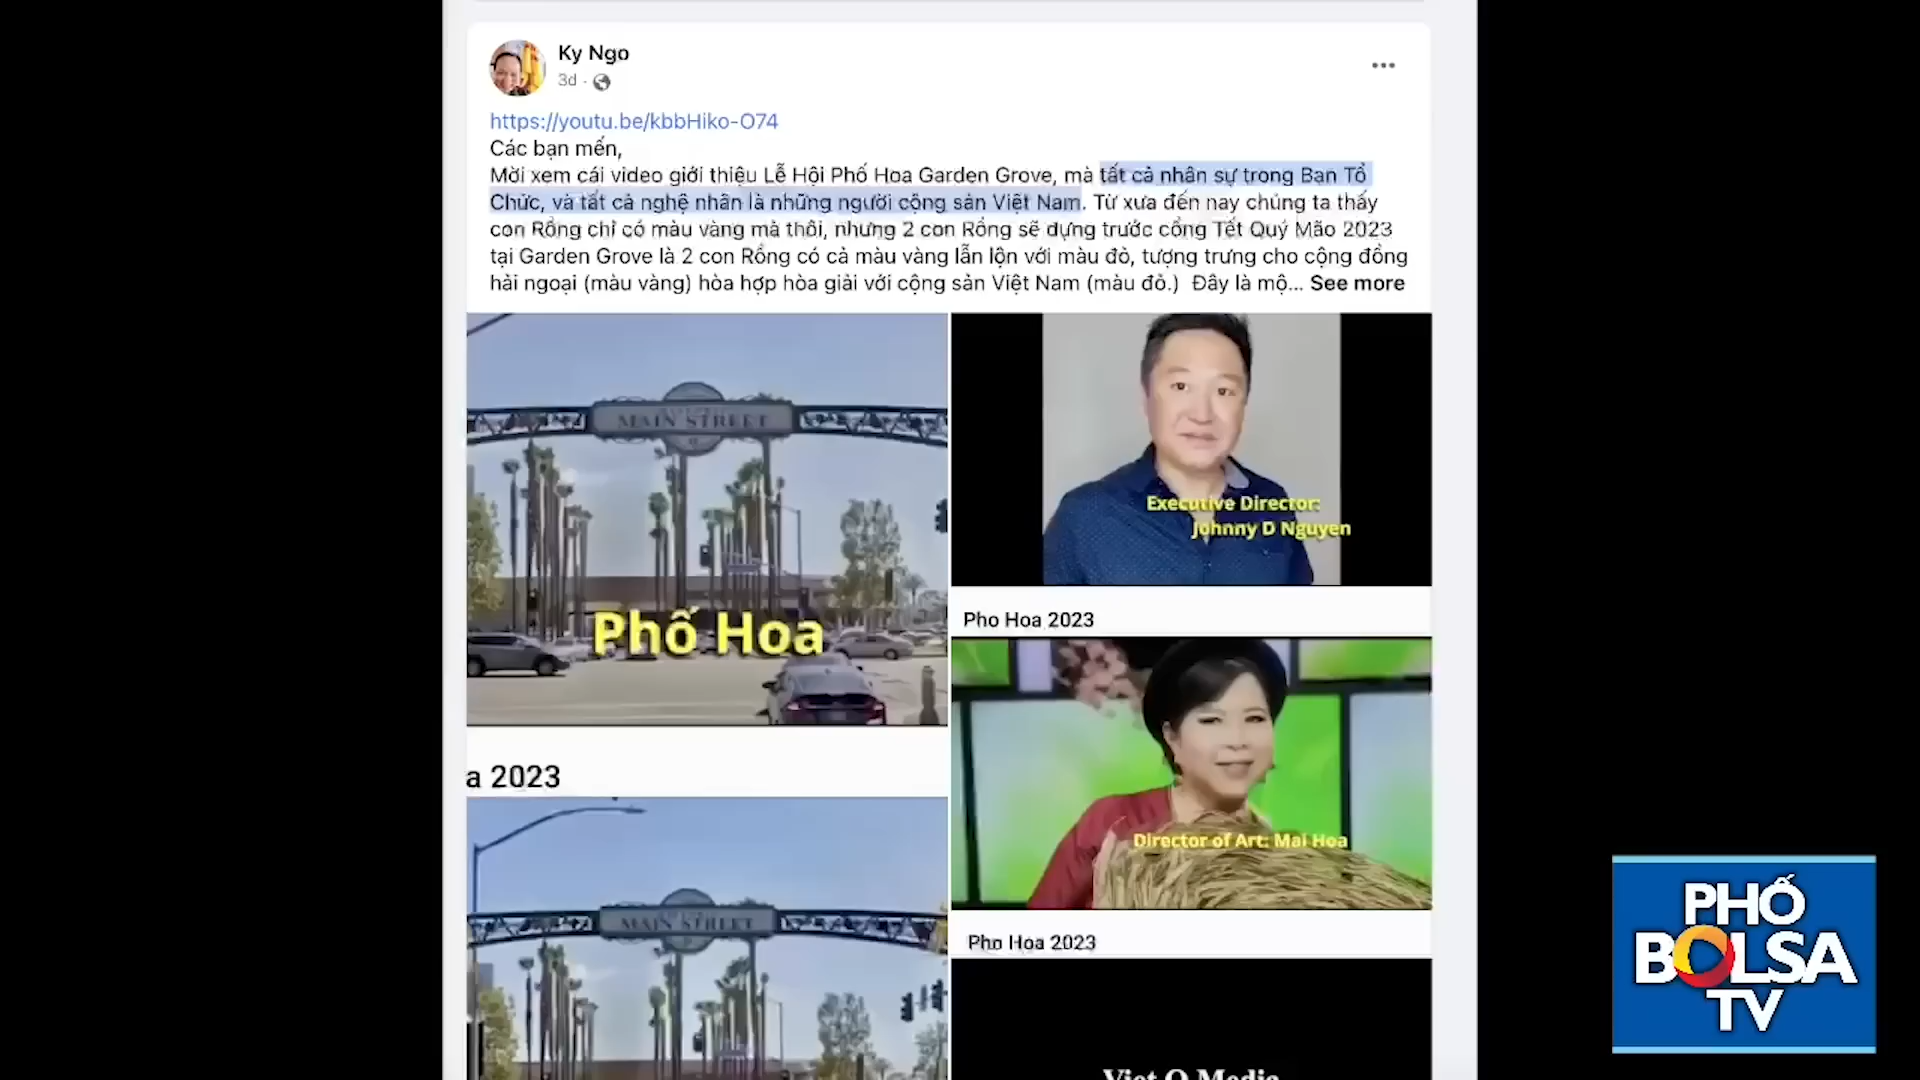 Ky Ngo
3d ·
https://youtu.be/kbbHiko-O74
Các bạn mến,
Mời xem cái video giới thiệu Lễ Hội Phố Hoa Garden Grove, mà tất cả nhân sự trong Ban Tổ
Chức, và tất cả nghệ nhân là những người cộng sản Việt Nam. Từ xưa đến nay chúng ta thấy
con Rồng chỉ có màu vàng mà thôi, nhưng 2 con Rồng sẽ dựng trước cổng Tết Quý Mão 2023
tại Garden Grove là 2 con Rồng có cả màu vàng lẫn lộn với màu đỏ, tượng trưng cho cộng đồng
hải ngoại (màu vàng) hòa hợp hòa giải với cộng sản Việt Nam (màu đỏ.) Đây là mộ... See more
MAIN STREET
Phố Hoa
a 2023
MAIN STREET
Executive Director:
Johnny D Nguyen
Pho Hoa 2023
Director of Art: Mai Hoa
Pho Hoa 2023
Viet Q Media
PHỐ
BOLSA
TV